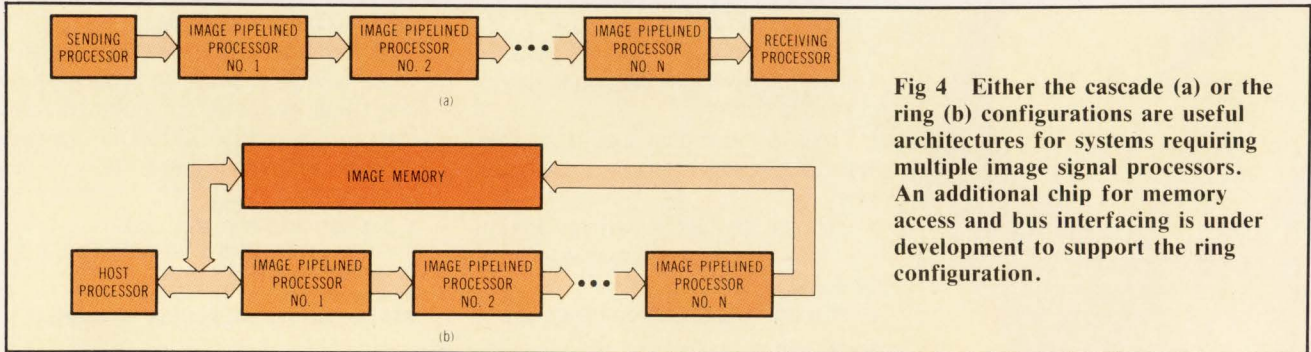 SENDING
PROCESSOR
IMAGE PIPELINED
PROCESSOR
NO. 1
IMAGE PIPELINED
PROCESSOR
NO. 2
IMAGE PIPELINED
PROCESSOR
NO. N
RECEIVING
PROCESSOR
(a)
IMAGE MEMORY
HOST
PROCESSOR
IMAGE PIPELINED
PROCESSOR
NO. 1
IMAGE PIPELINED
PROCESSOR
NO. 2
IMAGE PIPELINED
PROCESSOR
NO. N
(b)
Fig 4 Either the cascade (a) or the
ring (b) configurations are useful
architectures for systems requiring
multiple image signal processors.
An additional chip for memory
access and bus interfacing is under
development to support the ring
configuration.